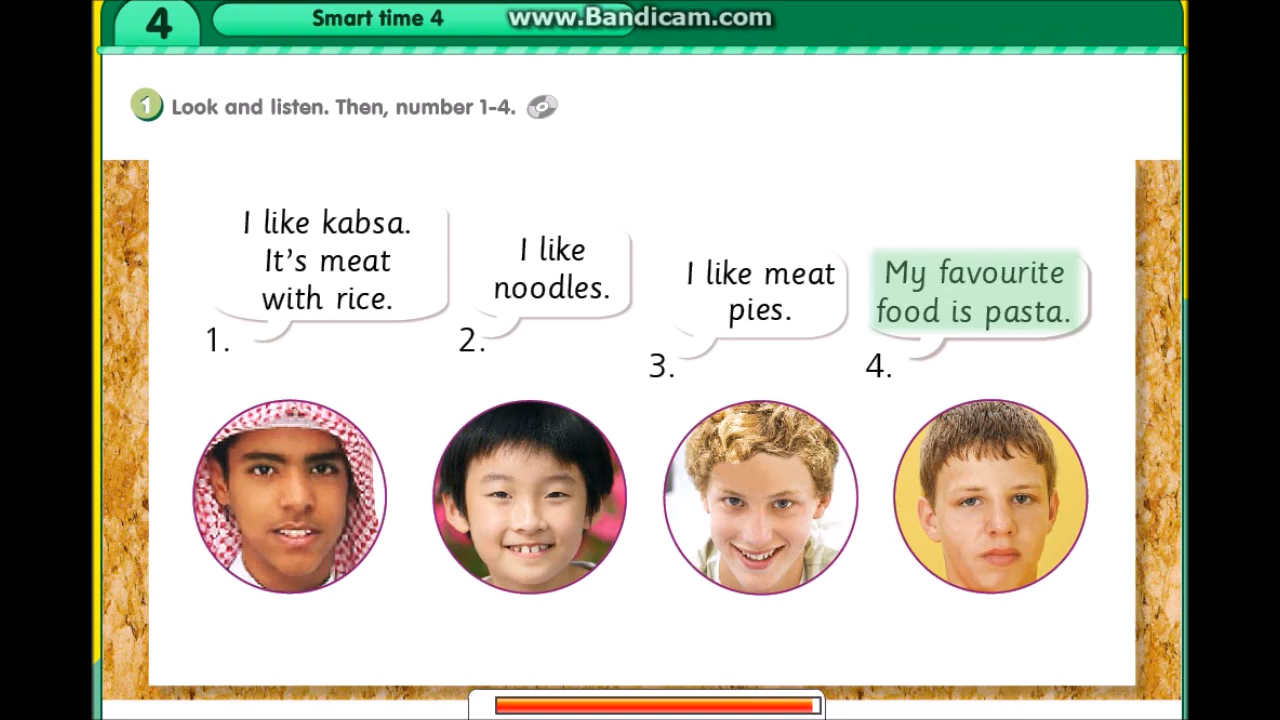 4
Smart time 4
www.Bandicam.com
1 Look and listen. Then, number 1-4.
I like kabsa.
It's meat
with rice.
1.
I like
noodles.
2.
I like meat
pies.
3.
My favourite
food is pasta.
4.